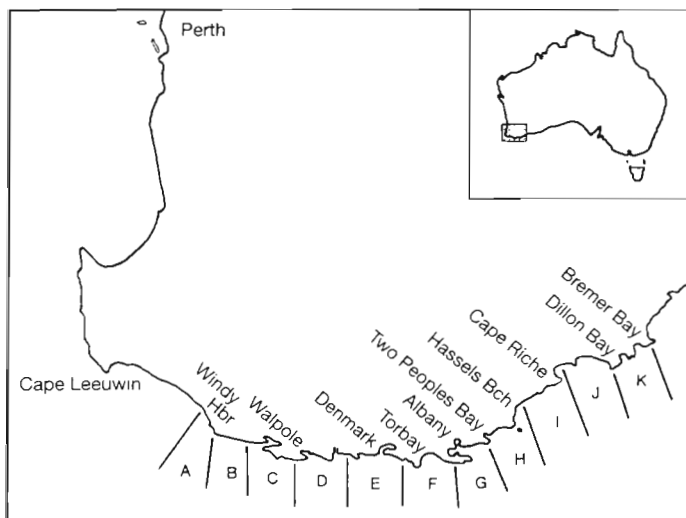 Perth
Cape Leeuwin
Windy
Hbr
Walpole
Denmark
Torbay
Albany
Two Peoples Bay
Hassels Bch
Cape Riche
Dillon Bay
Bremer Bay
A
B
C
D
E
F
G
H
I
J
K